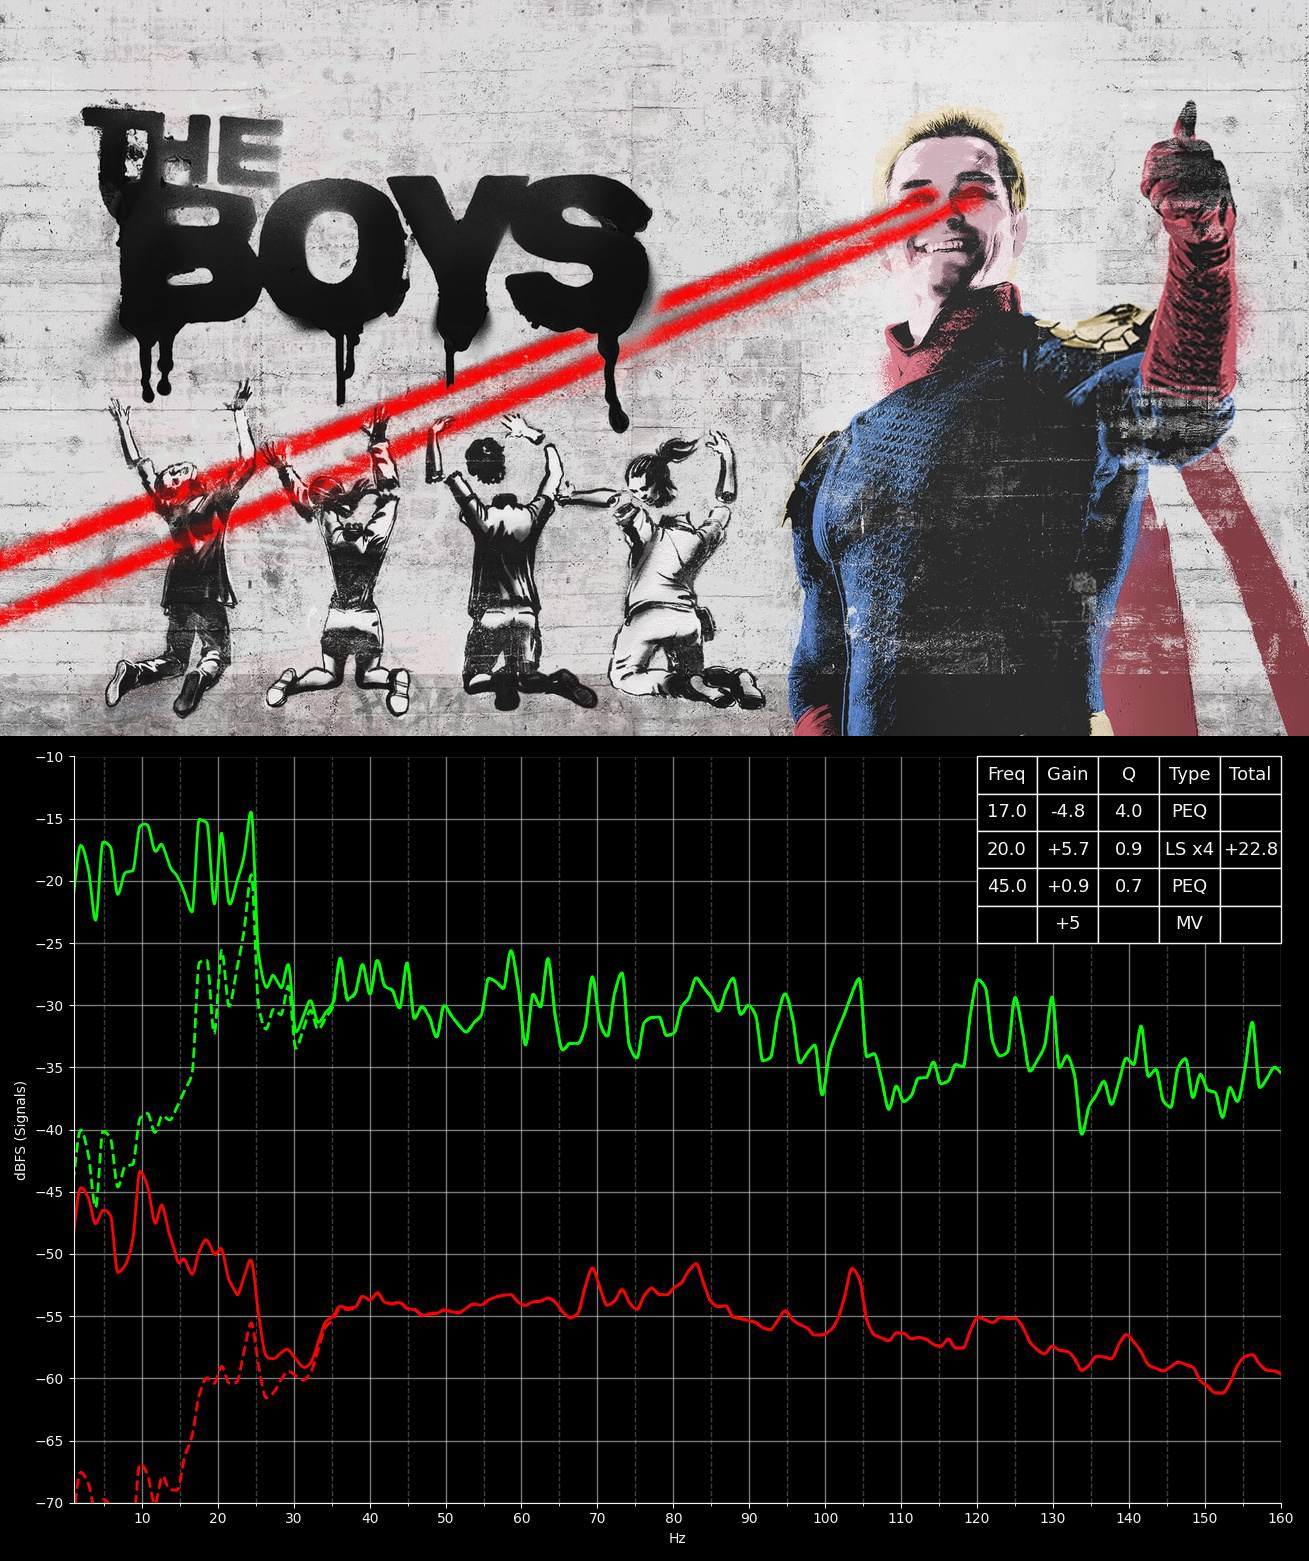 THE
BOYS
Freq Gain Q Type Total
17.0 -4.8 4.0 PEQ
20.0 +5.7 0.9 LS x4 +22.8
45.0 +0.9 0.7 PEQ
+5 MV
−10
−15
−20
−25
−30
−35
−40
−45
−50
−55
−60
−65
−70
dBFS (Signals)
10 20 30 40 50 60 70 80 90 100 110 120 130 140 150 160
Hz